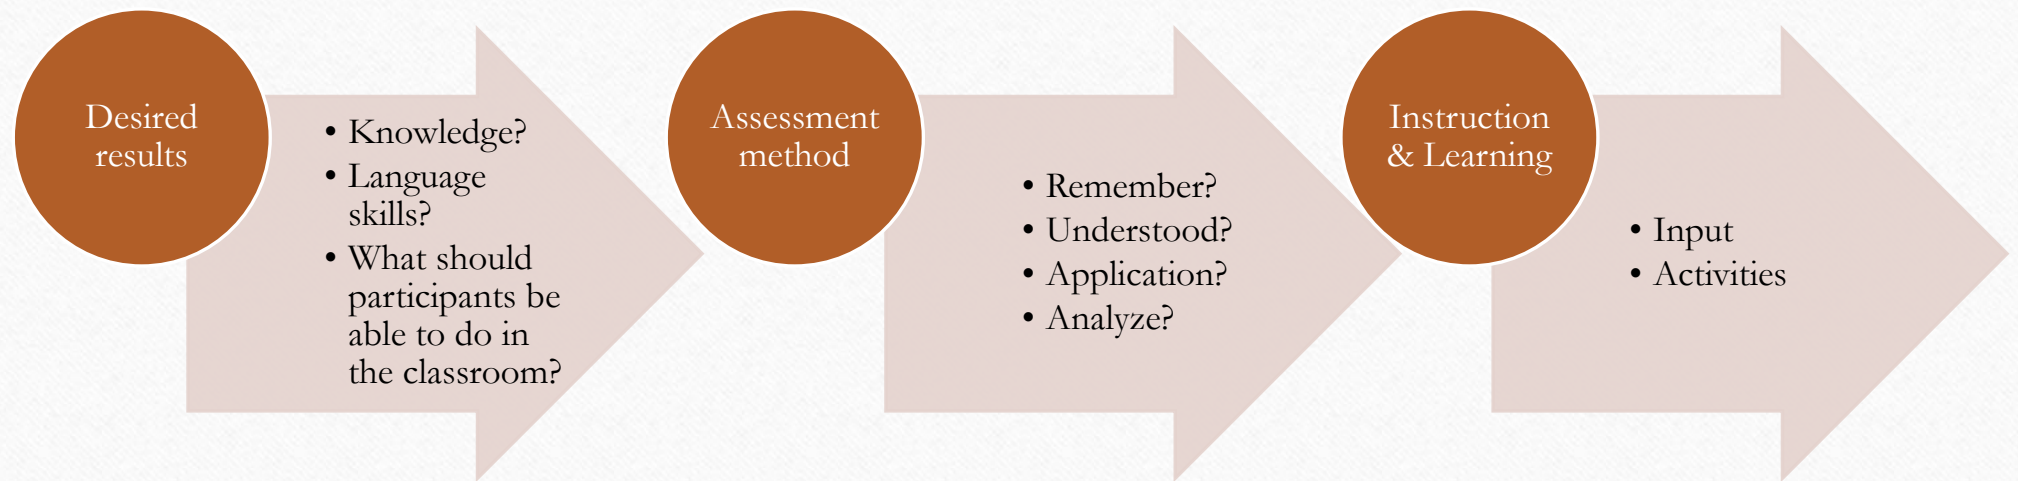 Desired
results
• Knowledge?
• Language
skills?
• What should
participants be
able to do in
the classroom?
Assessment
method
• Remember?
• Understood?
• Application?
• Analyze?
Instruction
& Learning
• Input
• Activities